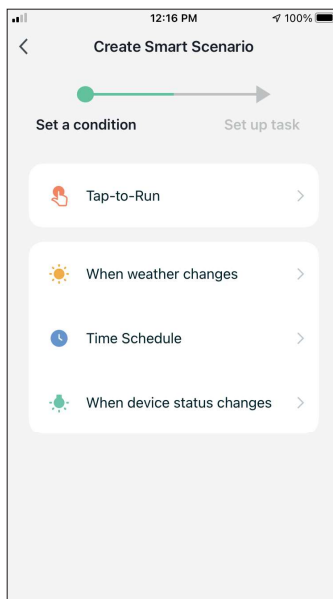 12:16 PM
100%
Create Smart Scenario
Set a condition
Set up task
Tap-to-Run
When weather changes
Time Schedule
When device status changes